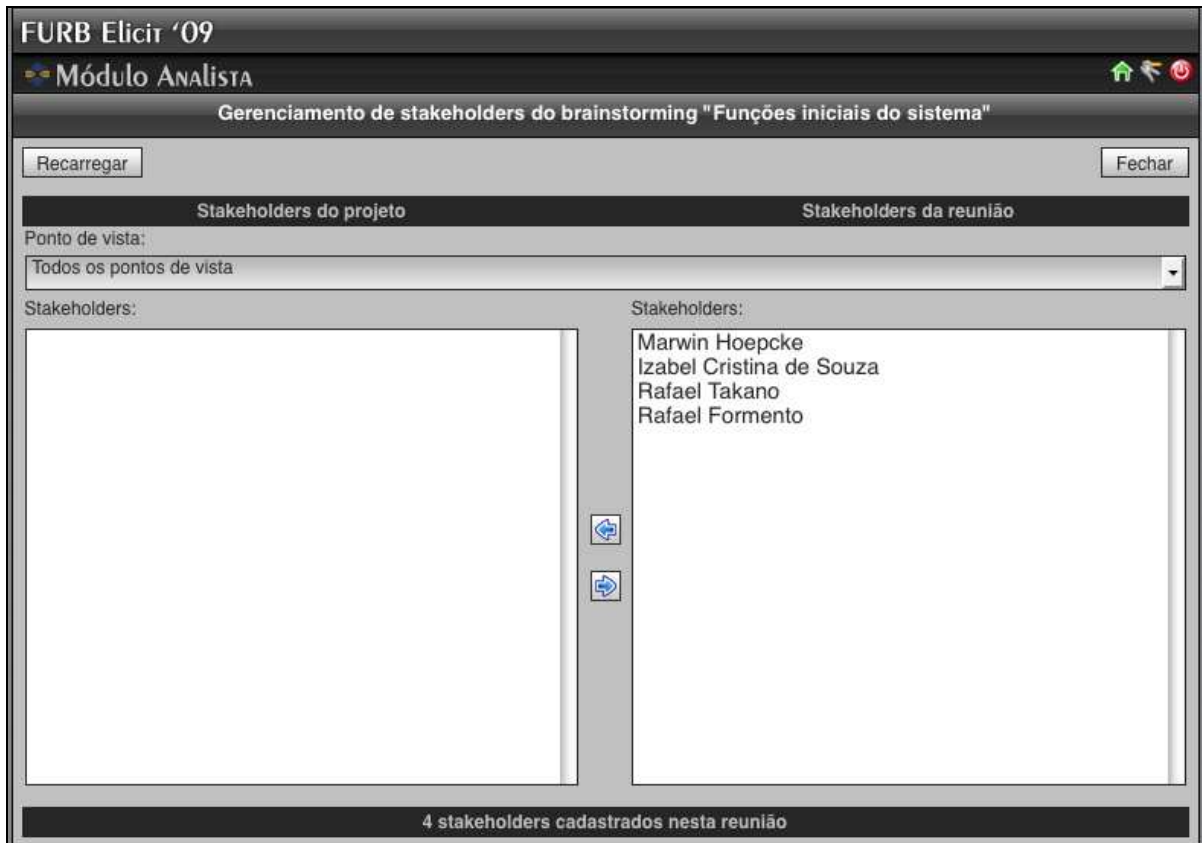 FURB Elicit ‘09
Módulo Analista
Gerenciamento de stakeholders do brainstorming "Funções iniciais do sistema"
Recarregar Fechar
Stakeholders do projeto Stakeholders da reunião
Ponto de vista:
Todos os pontos de vista
Stakeholders: Stakeholders:
Marwin Hoepcke
Izabel Cristina de Souza
Rafael Takano
Rafael Formento
4 stakeholders cadastrados nesta reunião